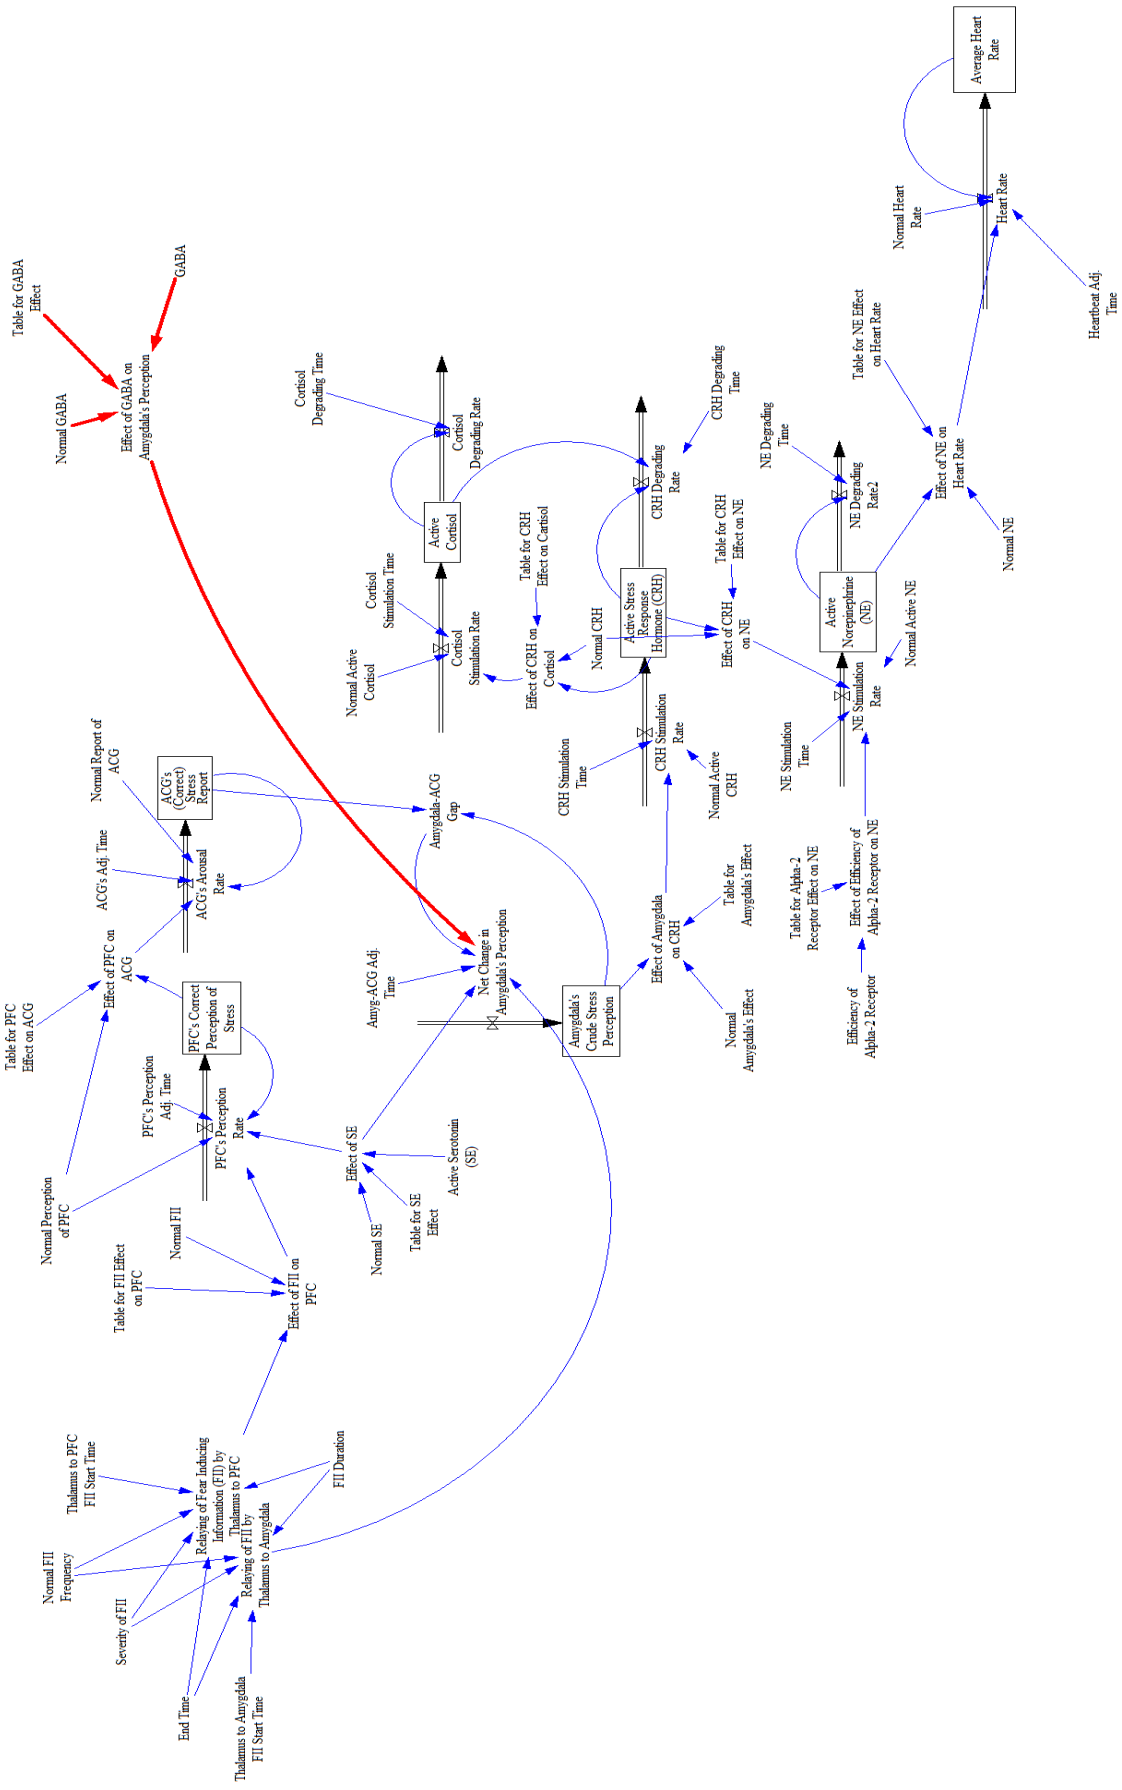 Table for GABA
Effect
Normal GABA
GABA
Effect of GABA on
Amygdala's Perception
Normal Report of
ACG
ACG's Adj. Time
ACG's
(Correct)
Stress
Report
ACG's Arousal
Rate
Table for PFC
Effect on ACG
Effect of PFC on
ACG
PFC's Correct
Perception of
Stress
PFC's Perception
Adj. Time
PFC's Perception
Rate
Normal Perception
of PFC
Normal FII
Table for FII Effect
on PFC
Effect of FII on
PFC
Thalamus to PFC
FII Start Time
Normal FII
Frequency
Severity of FII
End Time
Thalamus to Amygdala
FII Start Time
Relaying of Fear Inducing
Information (FII) by
Thalamus to PFC
Relaying of FII by
Thalamus to Amygdala
FII Duration
Effect of SE
Normal SE
Table for SE
Effect
Active Serotonin
(SE)
Amyg-ACG Adj.
Time
Net Change in
Amygdala's Perception
Amygdala-ACG
Gap
Amygdala's
Crude Stress
Perception
Cortisol
Degrading Time
Cortisol
Degrading Rate
Active
Cortisol
Cortisol
Stimulation Time
Cortisol
Stimulation Rate
Normal Active
Cortisol
Table for CRH
Effect on Cartisol
Effect of CRH on
Cortisol
Normal CRH
CRH Degrading
Time
CRH Degrading
Rate
Active Stress
Response
Hormone (CRH)
CRH Stimulation
Time
CRH Stimulation
Rate
Normal Active
CRH
Effect of Amygdala
on CRH
Table for
Amygdala's Effect
Normal
Amygdala's Effect
Table for CRH
Effect on NE
Effect of CRH
on NE
NE Degrading
Time
NE Degrading
Rate2
Active
Norepinephrine
(NE)
NE Stimulation
Time
NE Stimulation
Rate
Normal Active NE
Table for Alpha-2
Receptor Effect on NE
Effect of Efficiency of
Alpha-2 Receptor on NE
Efficiency of
Alpha-2 Receptor
Table for NE Effect
on Heart Rate
Effect of NE on
Heart Rate
Normal NE
Normal Heart
Rate
Heart Rate
Heartbeat Adj.
Time
Average Heart
Rate